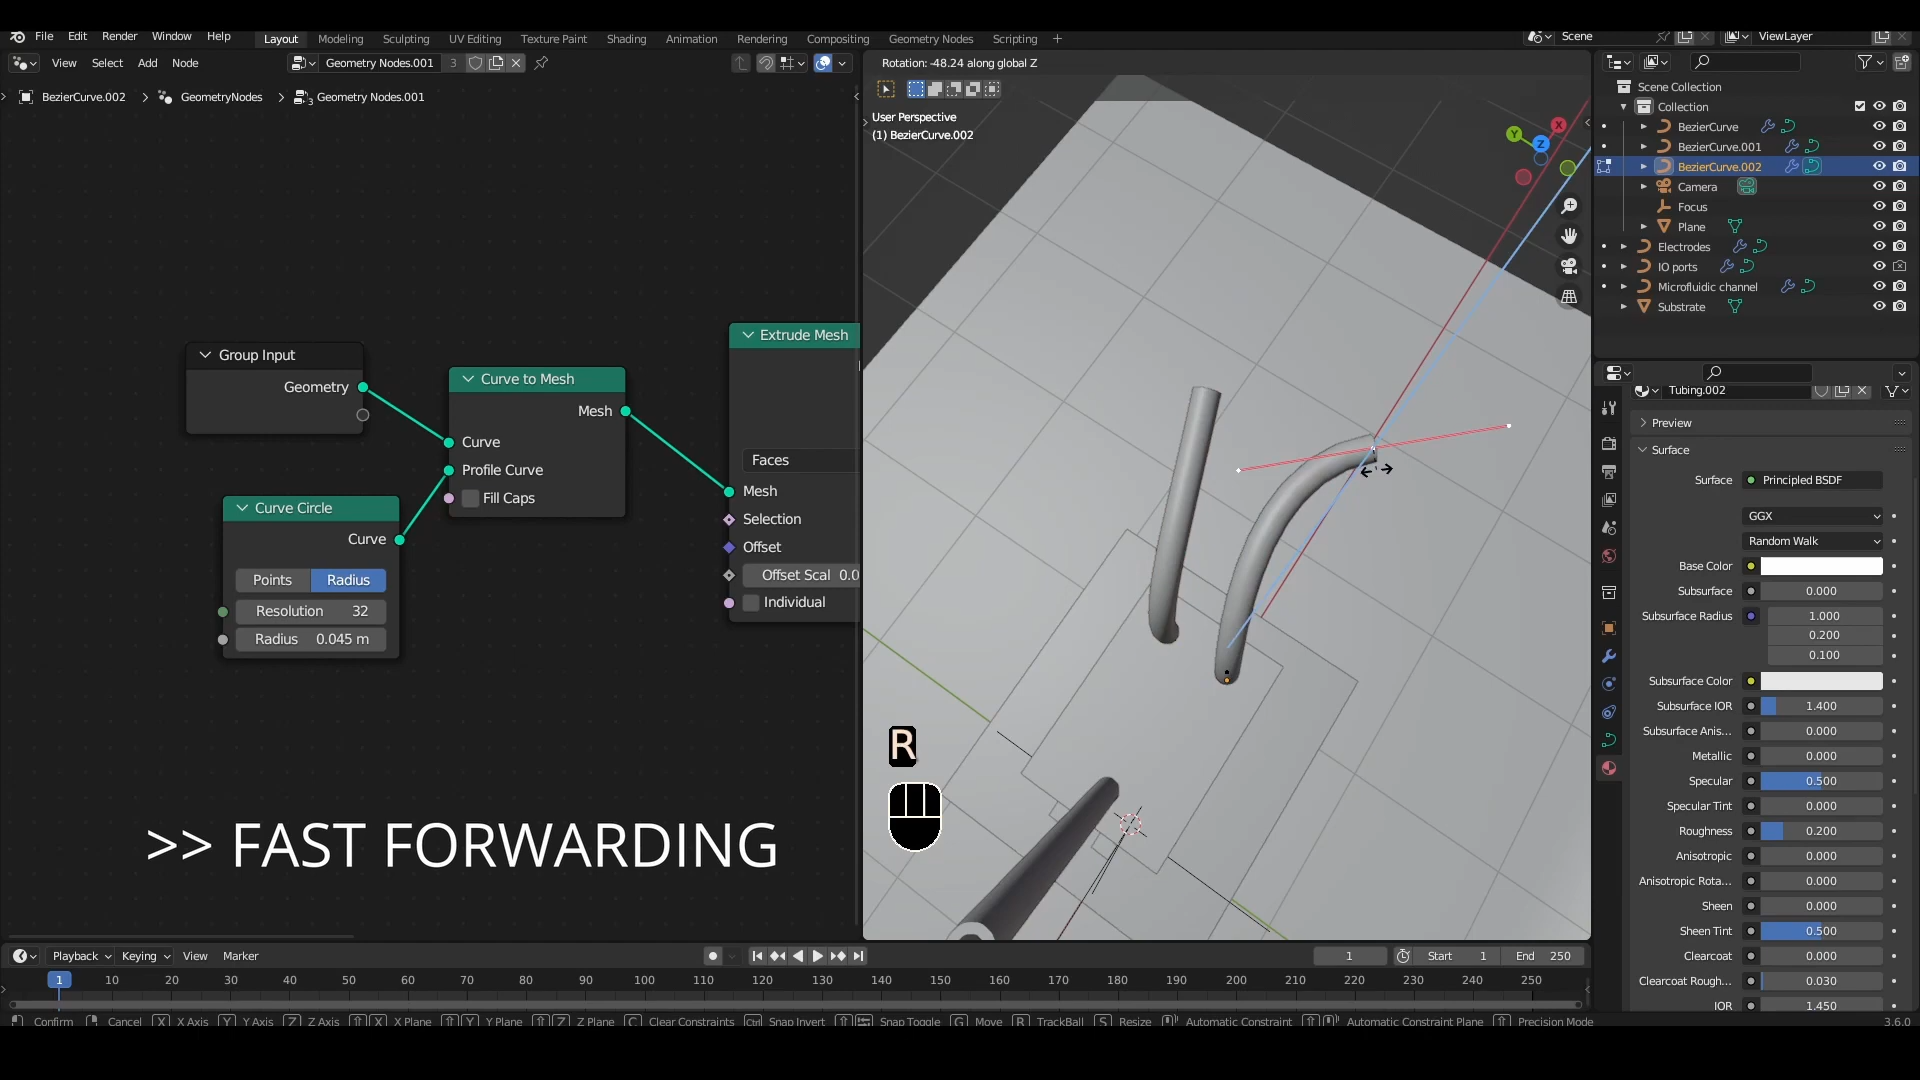 File Edit Render Window Help
Layout Modeling Sculpting UV Editing Texture Paint Shading Animation Rendering Compositing Geometry Nodes Scripting +
Scene
ViewLayer
View Select Add Node
Geometry Nodes.001 3
BezierCurve.002 > GeometryNodes > 3 Geometry Nodes.001
Group Input
Geometry
Curve Circle
Curve
Points Radius
Resolution 32
Radius 0.045 m
Curve to Mesh
Mesh
Curve
Profile Curve
Fill Caps
Extrude Mesh
Faces
Mesh
Selection
Offset
Offset Scal 0.0
Individual
>> FAST FORWARDING
Rotation: -48.24 along global Z
User Perspective
(1) BezierCurve.002
X
Y
Z
R
Scene Collection
Collection
BezierCurve
BezierCurve.001
BezierCurve.002
Camera
Focus
Plane
Electrodes
IO ports
Microfluidic channel
Substrate
Tubing.002
Preview
Surface
Surface Principled BSDF
GGX
Random Walk
Base Color
Subsurface 0.000
Subsurface Radius 1.000
0.200
0.100
Subsurface Color
Subsurface IOR 1.400
Subsurface Anis... 0.000
Metallic 0.000
Specular 0.500
Specular Tint 0.000
Roughness 0.200
Anisotropic 0.000
Anisotropic Rota... 0.000
Sheen 0.000
Sheen Tint 0.500
Clearcoat 0.000
Clearcoat Rough... 0.030
IOR 1.450
Playback Keying View Marker
1 Start 1 End 250
1 10 20 30 40 50 60 70 80 90 100 110 120 130 140 150 160 170 180 190 200 210 220 230 240 250
Confirm Cancel X X Axis Y Y Axis Z Z Axis X X Plane Y Y Plane Z Z Plane C Clear Constraints Ctrl Snap Invert Snap Toggle G Move R TrackBall S Resize Automatic Constraint Automatic Constraint Plane Precision Mode 3.6.0